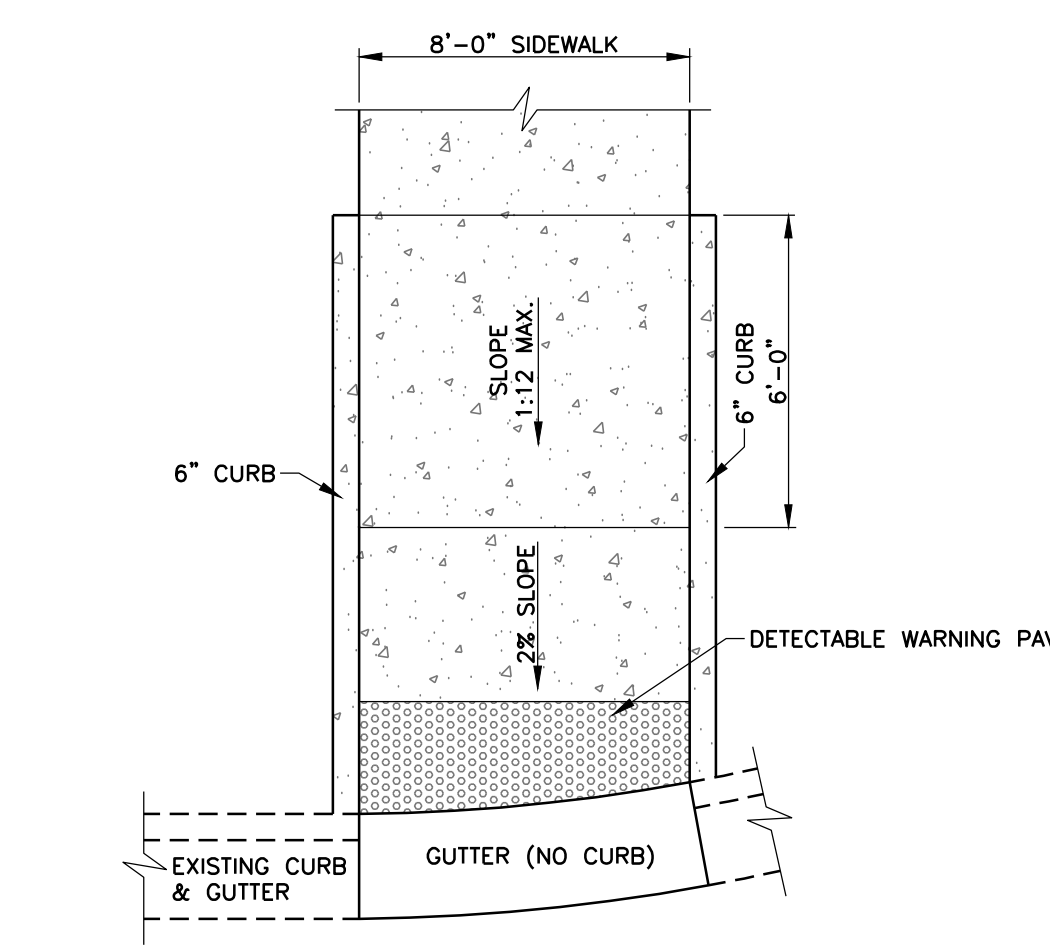 8'-0" SIDEWALK
SLOPE
1:12 MAX.
6" CURB
6'-0"
6" CURB
2% SLOPE
DETECTABLE WARNING
EXISTING CURB
& GUTTER
GUTTER (NO CURB)